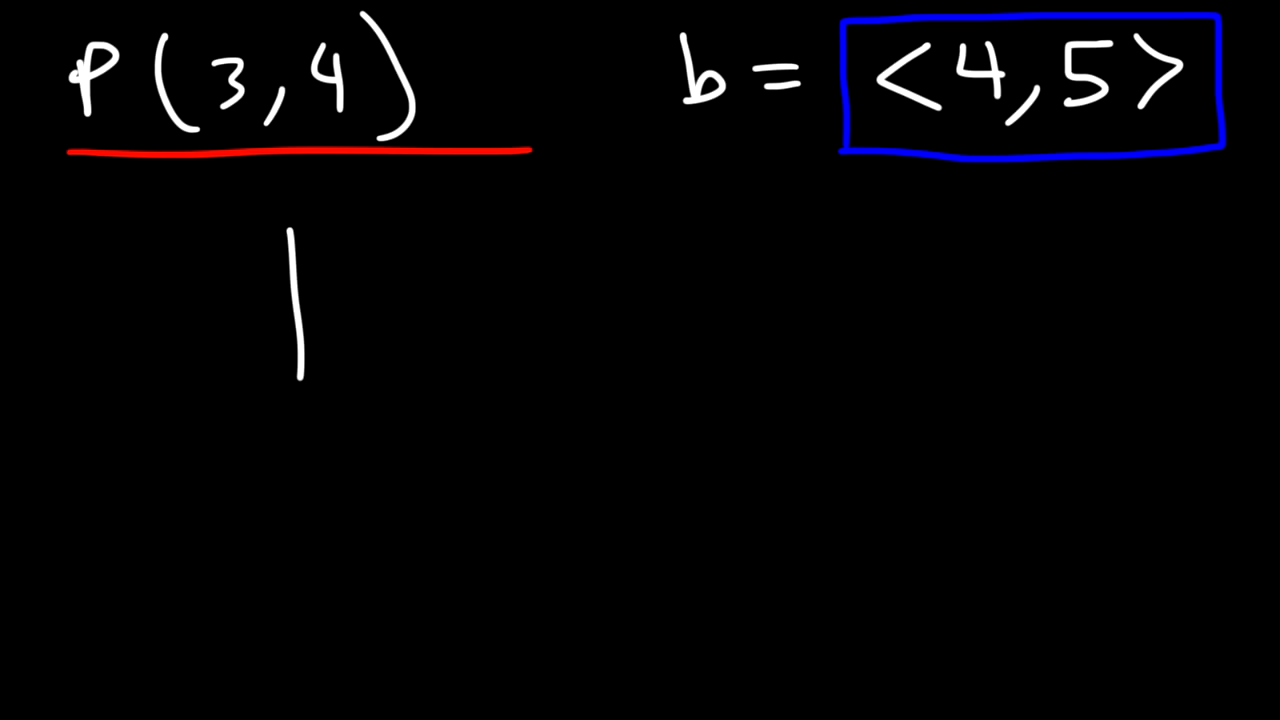 P(3,4) b = <4,5>